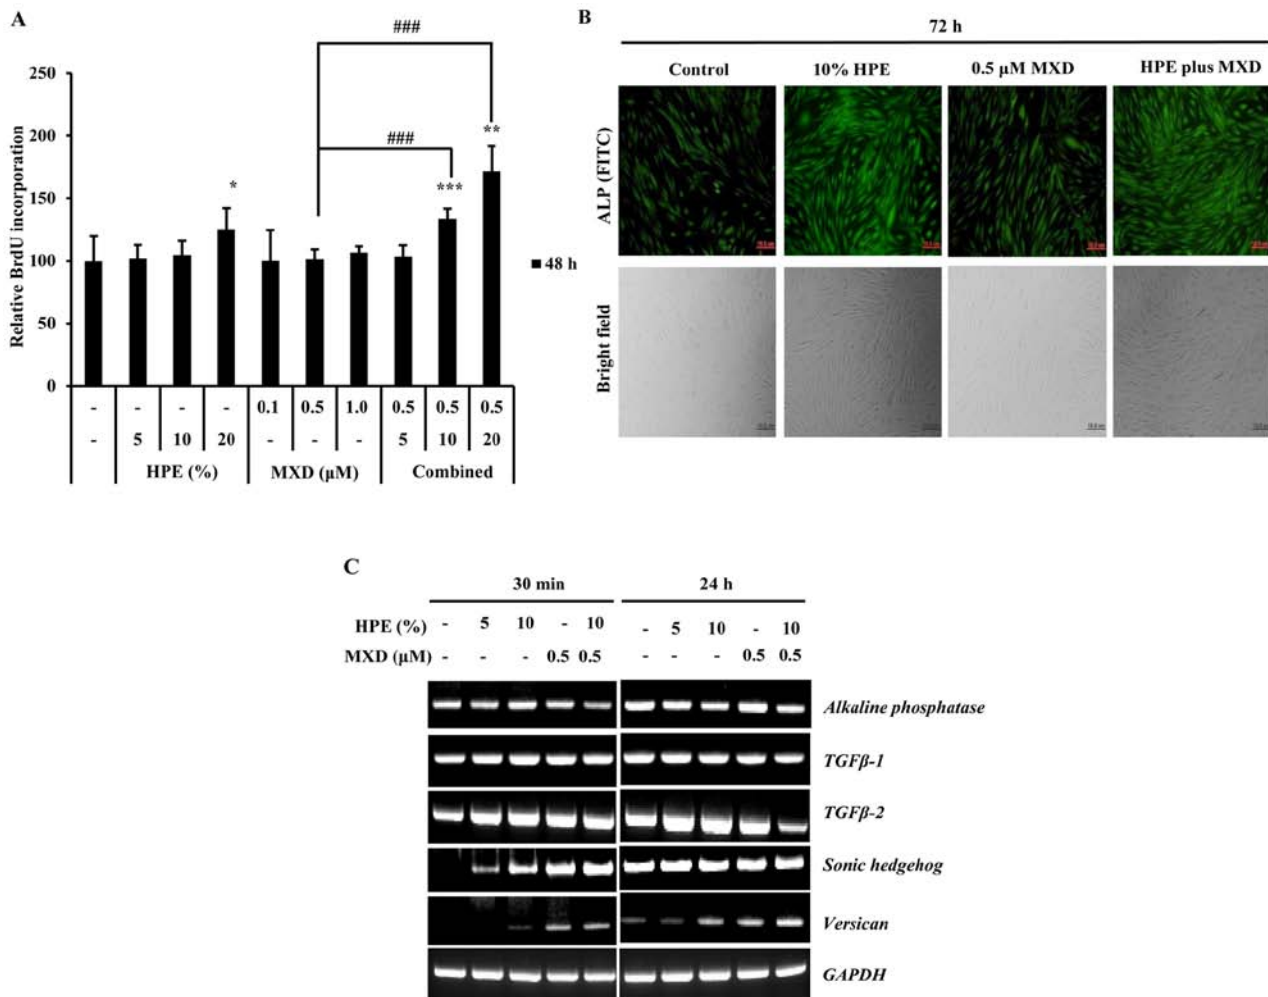 A
###
250
200
150
100
50
0
Relative BrdU incorporation
###
**
***
*
48 h
- - - - 0.1 0.5 1.0 0.5 0.5 0.5
- 5 10 20 - - - 5 10 20
HPE (%) MXD (µM) Combined
B
72 h
Control 10% HPE 0.5 µM MXD HPE plus MXD
ALP (FITC)
Bright field
C
30 min 24 h
HPE (%) - 5 10 - 10 - 5 10 - 10
MXD (µM) - - - 0.5 0.5 - - - 0.5 0.5
Alkaline phosphatase
TGFβ-1
TGFβ-2
Sonic hedgehog
Versican
GAPDH